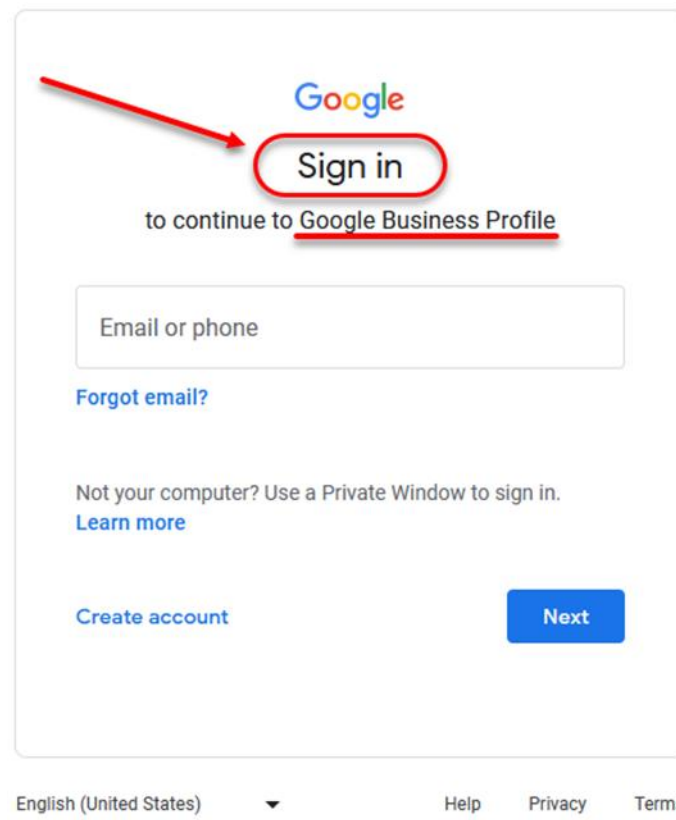 Google
Sign in
to continue to Google Business Profile
Email or phone
Forgot email?
Not your computer? Use a Private Window to sign in.
Learn more
Create account
Next
English (United States)
Help
Privacy
Term